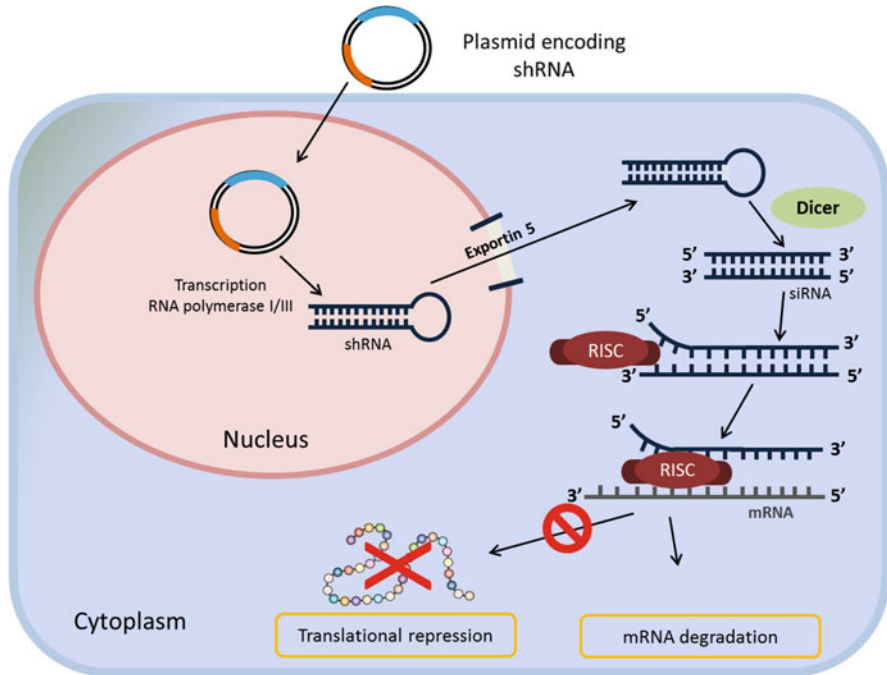 Plasmid encoding
shRNA
Transcription
RNA polymerase I/III
shRNA
Nucleus
Exportin 5
Dicer
5’ 3’
3’ 5’
siRNA
5’
RISC
3’
3’ 5’
5’
3’
RISC
3’ 5’
mRNA
Cytoplasm
Translational repression
mRNA degradation